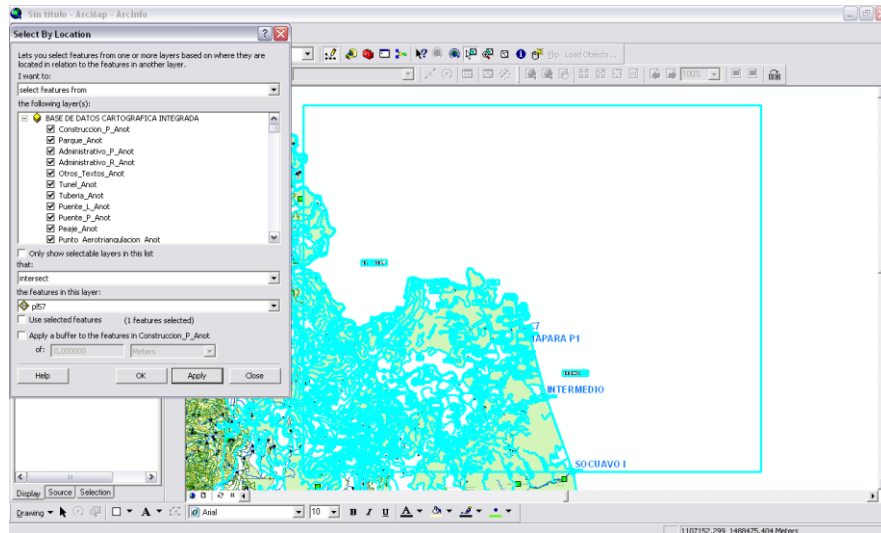 Sin título - ArcMap - ArcInfo
Select By Location
Lets you select features from one or more layers based on where they are
located in relation to the features in another layer.
I want to:
select features from
the following layer(s):
BASE DE DATOS CARTOGRAFICA INTEGRADA
Construccion_P_Anot
Parque_Anot
Administrativo_P_Anot
Administrativo_R_Anot
Otros_Textos_Anot
Tunel_Anot
Tuberia_Anot
Puente_L_Anot
Puente_P_Anot
Peaje_Anot
Punto_Aerotriangulacion_Anot
Only show selectable layers in this list
that:
intersect
the features in this layer:
pl57
Use selected features (1 features selected)
Apply a buffer to the features in Construccion_P_Anot
of: 0,000000 Meters
Help OK Apply Close
Load Objects...
100%
TAPARA P1
INTERMEDIO
SOCUAVO I
Display Source Selection
Drawing Arial 10 B I U A
1107152,299 1488475,404 Meters